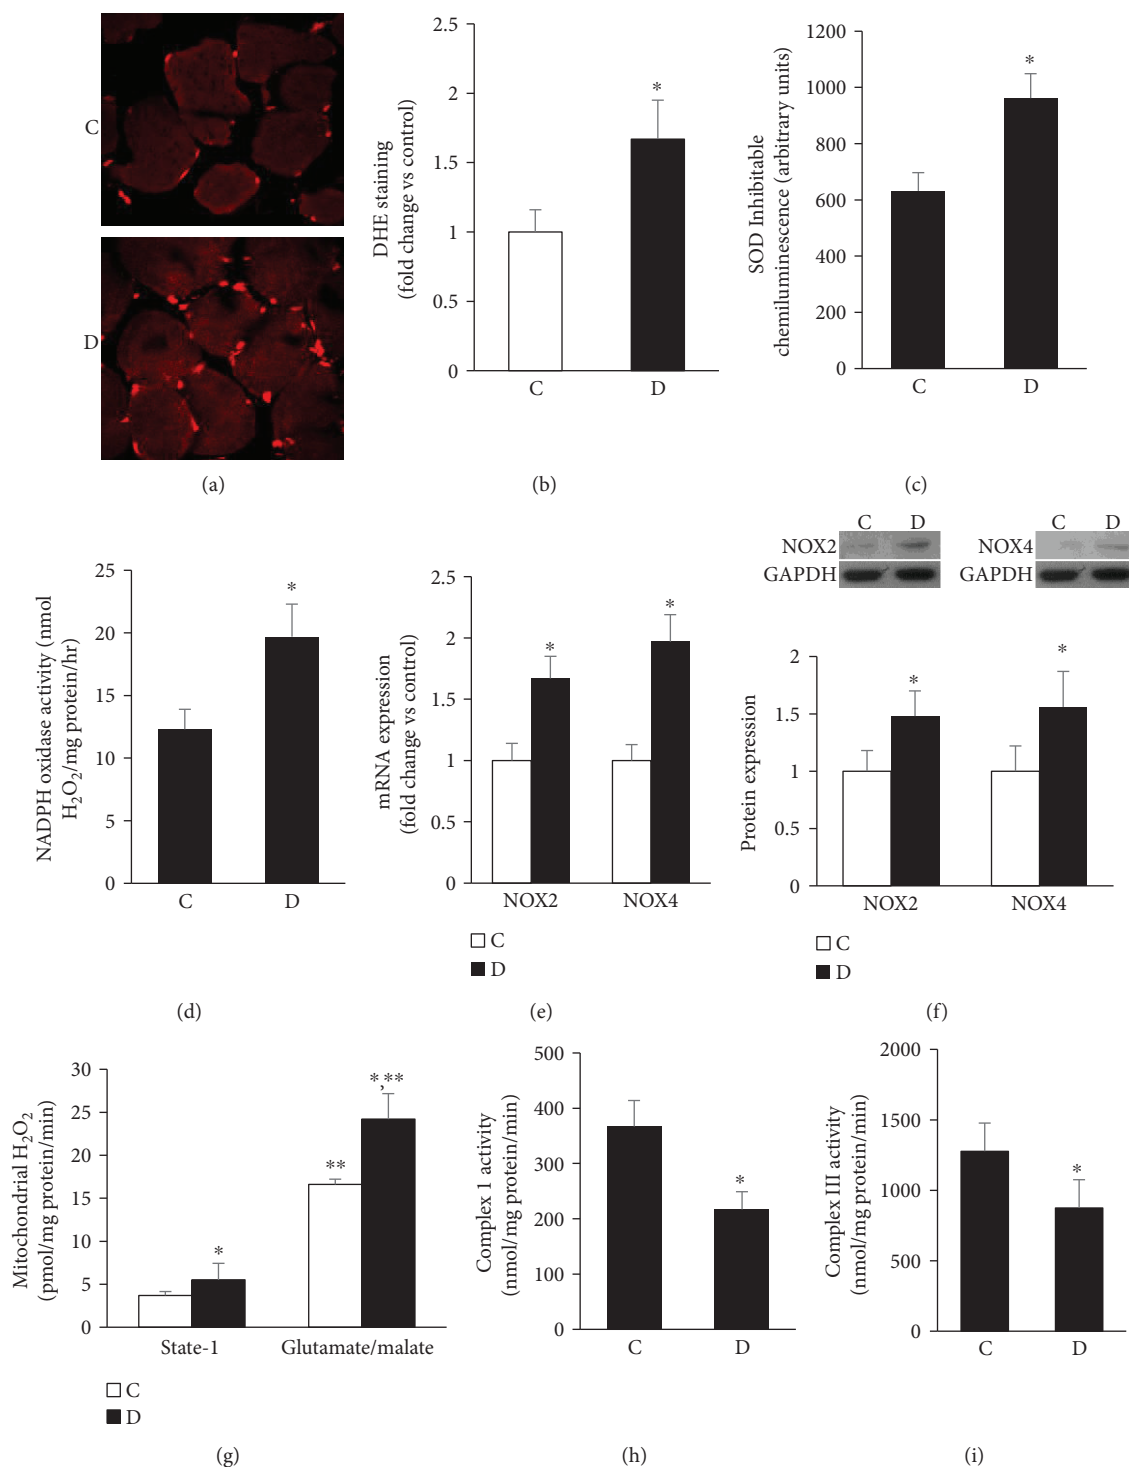 C
D
(a)
DHE staining
(fold change vs control)
2.5
2
1.5
1
0.5
0
*
C D
(b)
SOD Inhibitable
chemiluminescence (arbitrary units)
1200
1000
800
600
400
200
0
*
C D
(c)
NADPH oxidase activity (nmol
H₂O₂/mg protein/hr)
25
20
15
10
5
0
*
C D
(d)
mRNA expression
(fold change vs control)
2.5
2
1.5
1
0.5
0
* *
NOX2 NOX4
C
D
(e)
C D
NOX2
GAPDH
C D
NOX4
GAPDH
Protein expression
2
1.5
1
0.5
0
* *
NOX2 NOX4
C
D
(f)
Mitochondrial H₂O₂
(pmol/mg protein/min)
30
25
20
15
10
5
0
* ** *,**
State-1 Glutamate/malate
C
D
(g)
Complex 1 activity
(nmol/mg protein/min)
500
400
300
200
100
0
*
C D
(h)
Complex III activity
(nmol/mg protein/min)
2000
1500
1000
500
0
*
C D
(i)